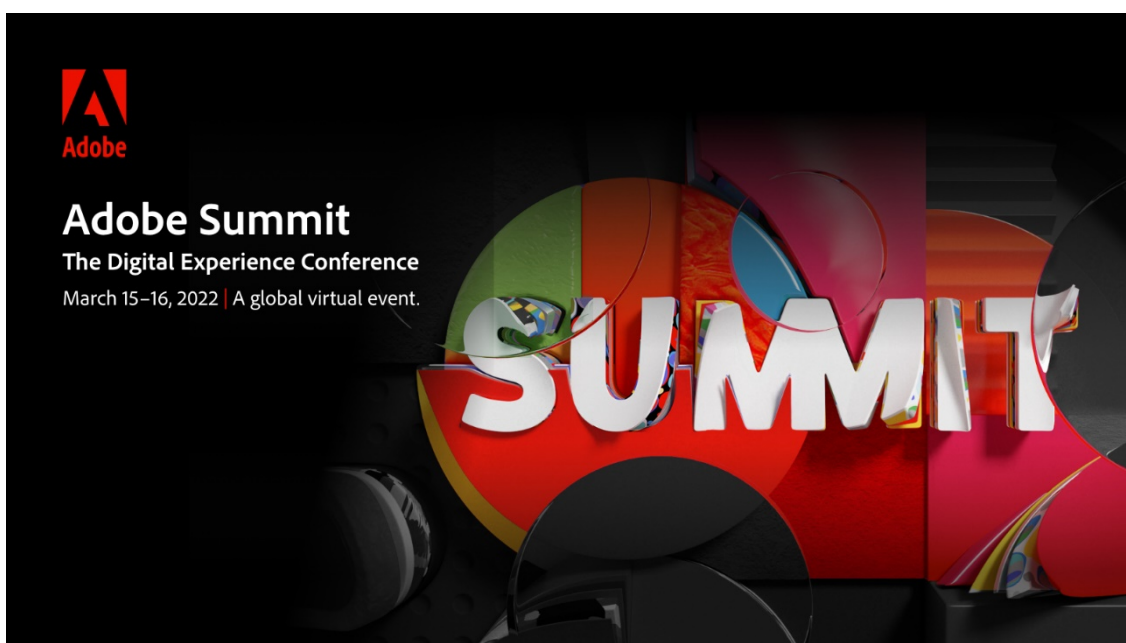 Adobe
Adobe Summit
The Digital Experience Conference
March 15–16, 2022 | A global virtual event.
SUMMIT